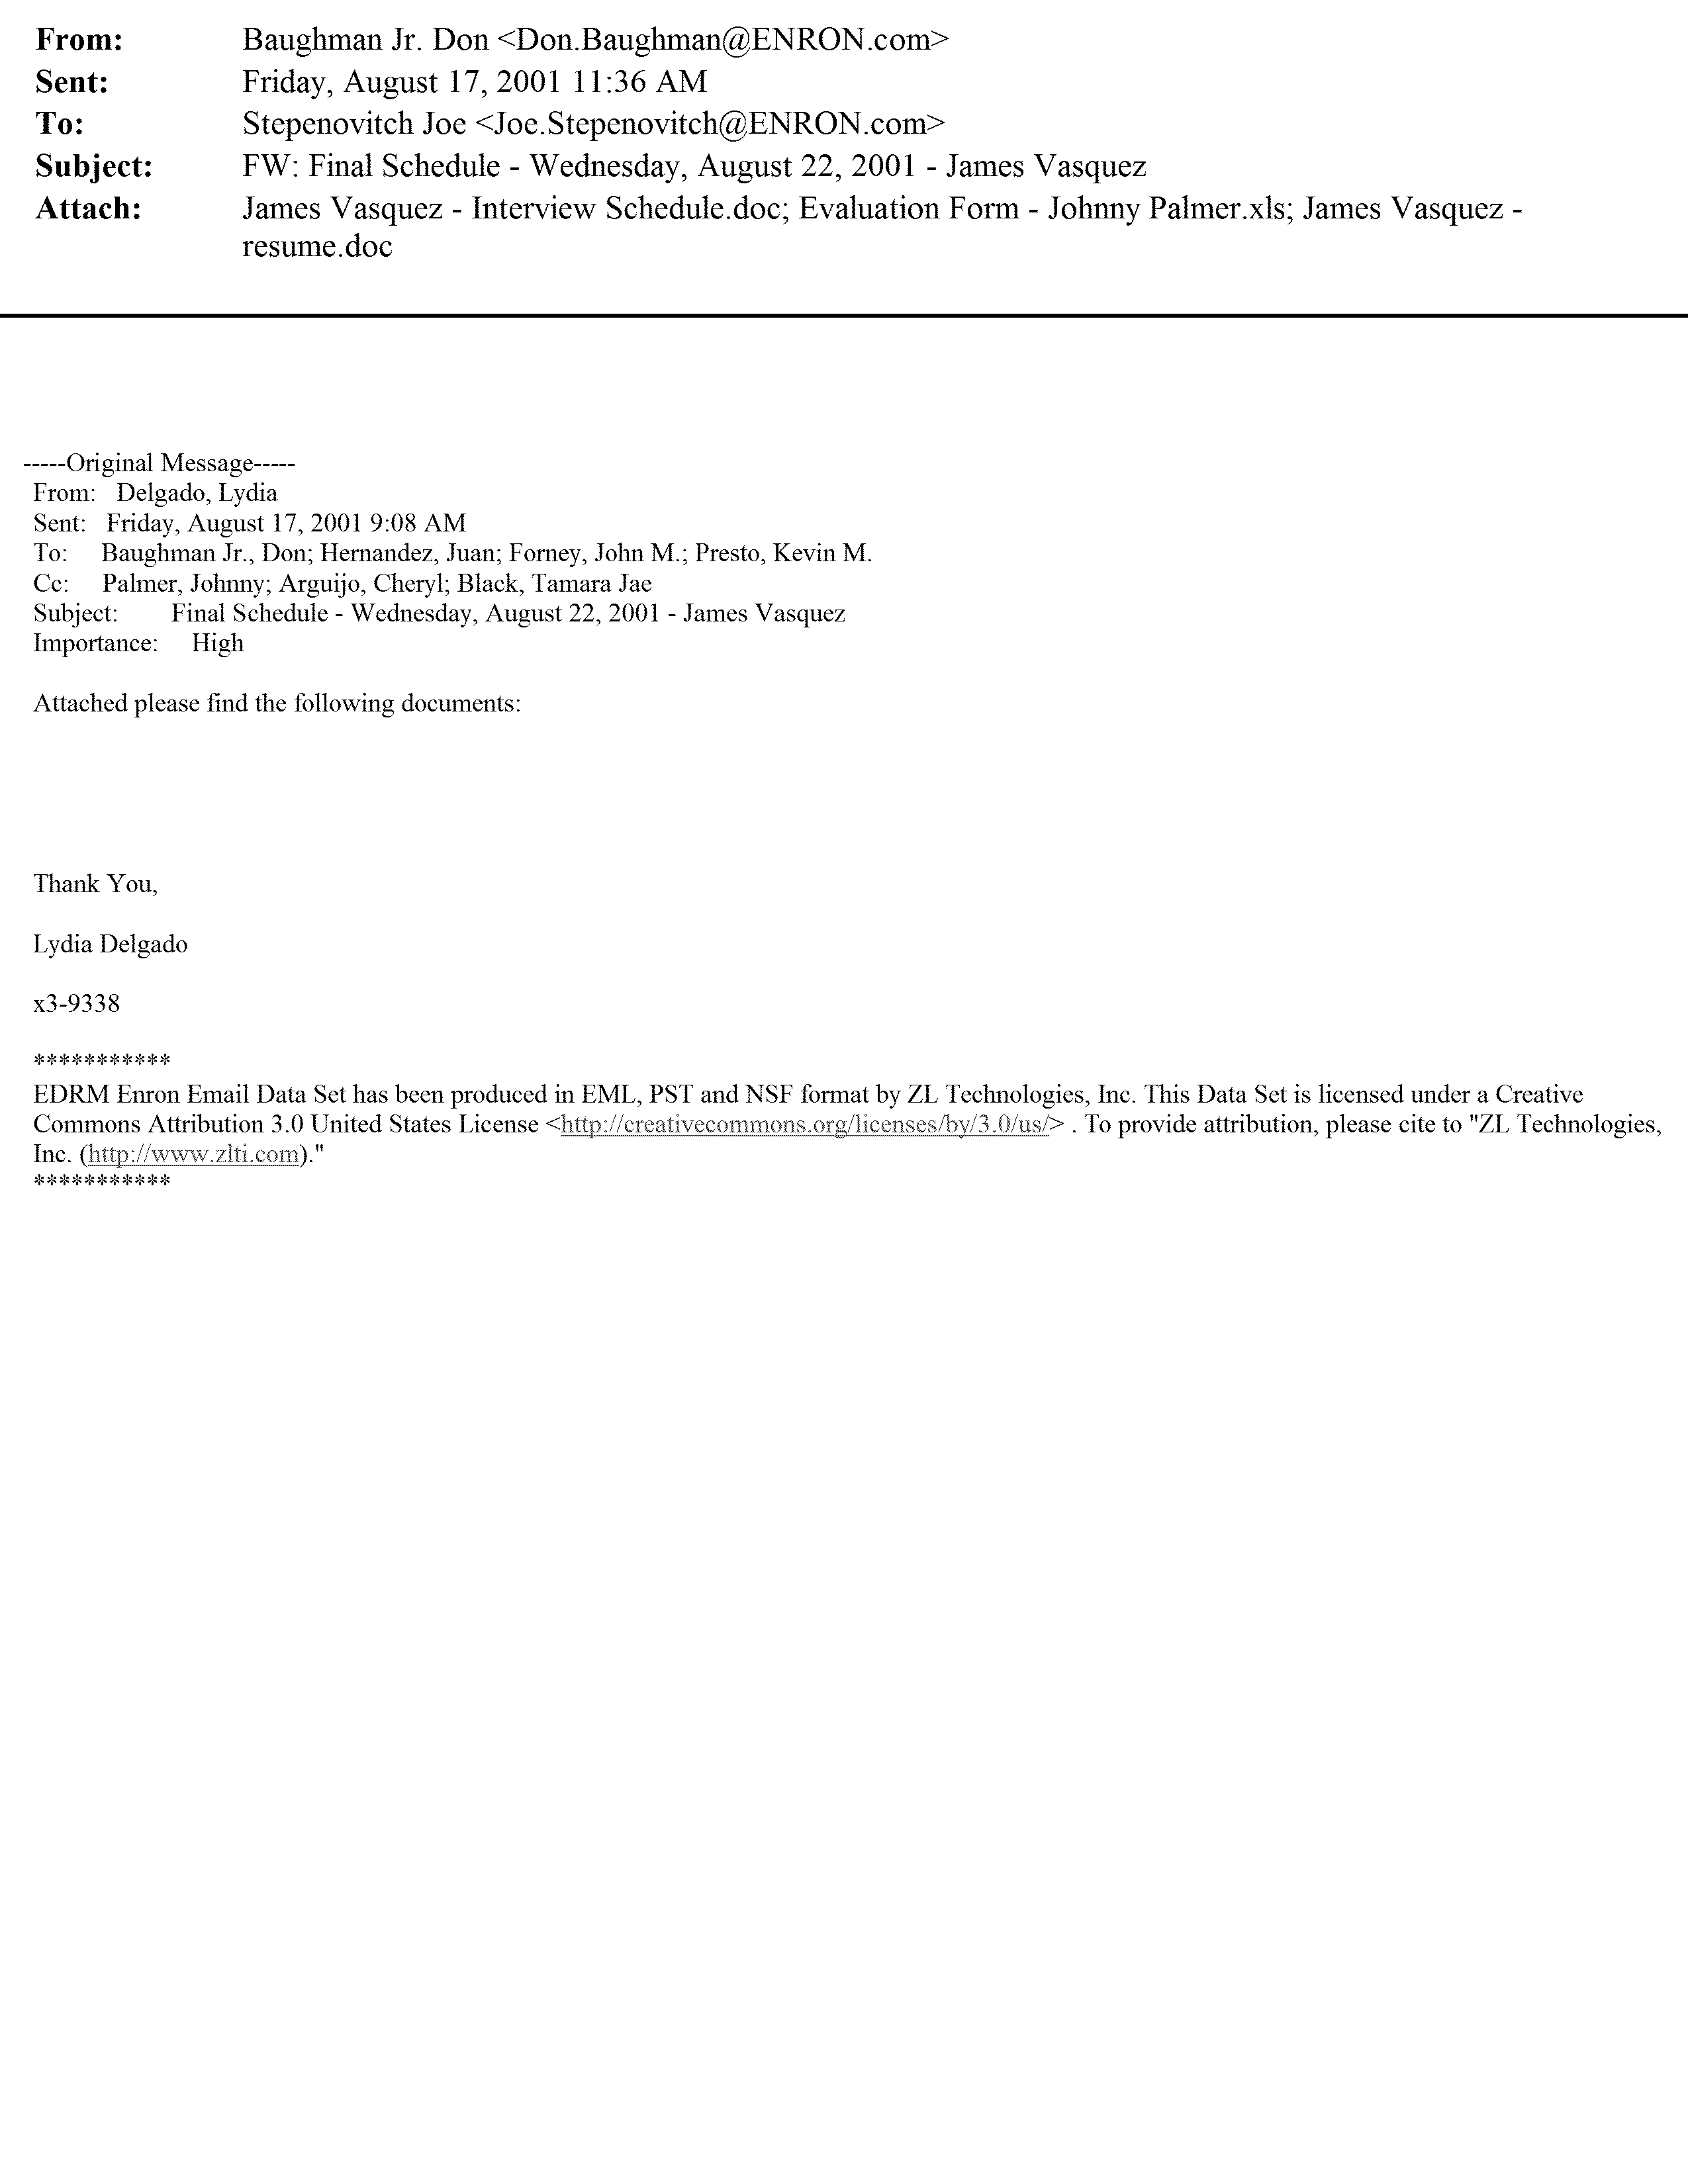 From: Baughman Jr. Don <Don.Baughman@ENRON.com>
Sent: Friday, August 17, 2001 11:36 AM
To: Stepenovitch Joe <Joe.Stepenovitch@ENRON.com>
Subject: FW: Final Schedule - Wednesday, August 22, 2001 - James Vasquez
Attach: James Vasquez - Interview Schedule.doc; Evaluation Form - Johnny Palmer.xls; James Vasquez -
resume.doc
-----Original Message-----
From: Delgado, Lydia
Sent: Friday, August 17, 2001 9:08 AM
To: Baughman Jr., Don; Hernandez, Juan; Forney, John M.; Presto, Kevin M.
Cc: Palmer, Johnny; Arguijo, Cheryl; Black, Tamara Jae
Subject: Final Schedule - Wednesday, August 22, 2001 - James Vasquez
Importance: High
Attached please find the following documents:
Thank You,
Lydia Delgado
x3-9338
***********
EDRM Enron Email Data Set has been produced in EML, PST and NSF format by ZL Technologies, Inc. This Data Set is licensed under a Creative
Commons Attribution 3.0 United States License <http://creativecommons.org/licenses/by/3.0/us/> . To provide attribution, please cite to "ZL Technologies,
Inc. (http://www.zlti.com)."
***********